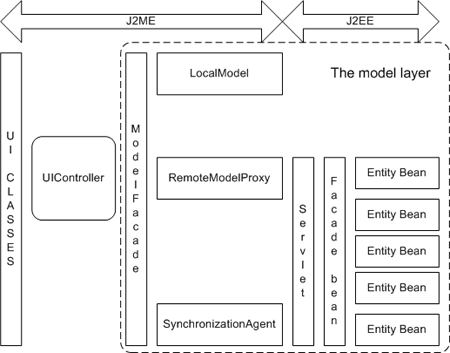 J2ME
J2EE
The model layer
UI CLASSES
UIController
ModelFacade
LocalModel
RemoteModelProxy
SynchronizationAgent
Servlet
Facade bean
Entity Bean
Entity Bean
Entity Bean
Entity Bean
Entity Bean